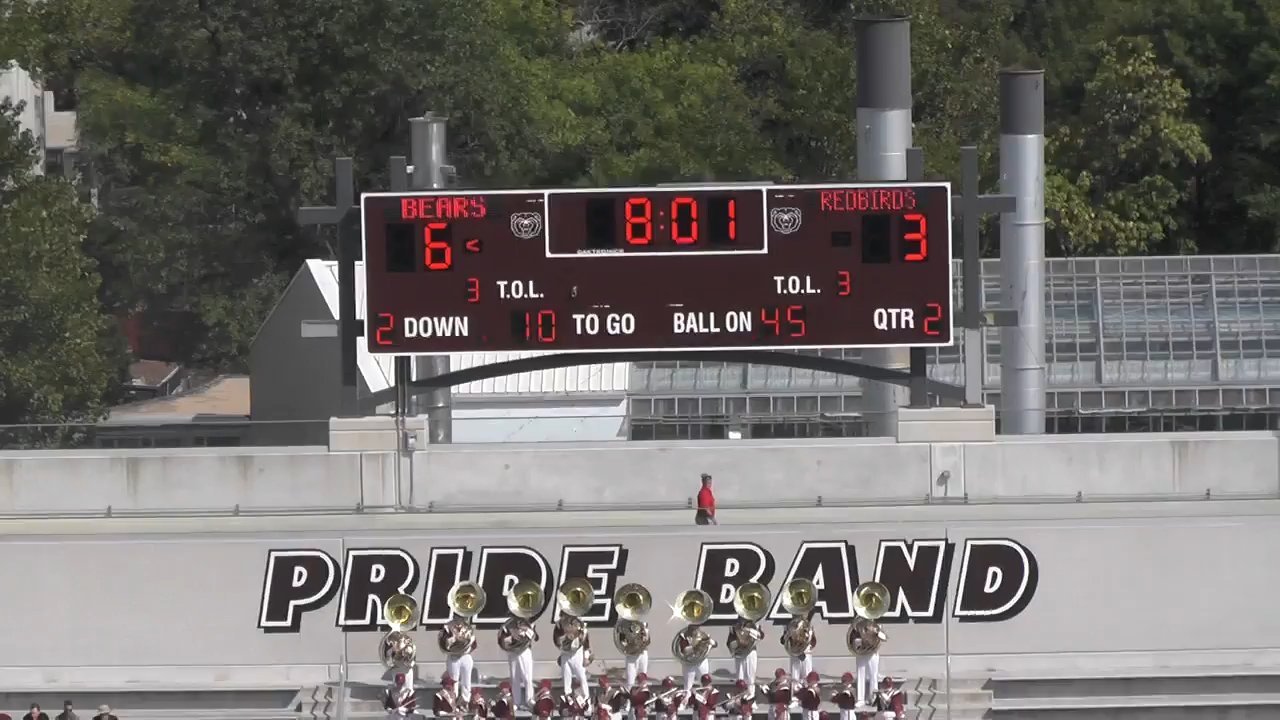 BEARS 8:01 REDBIRDS
6 < 3
DAKTRONICS
3 T.O.L. T.O.L. 3
2 DOWN 10 TO GO BALL ON 45 QTR 2
PRIDE BAND